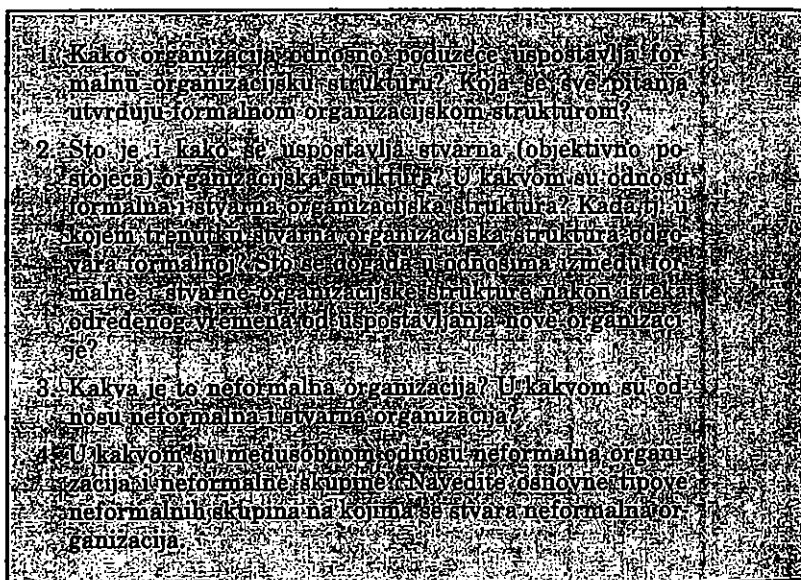 1. Kako organizacija odnosno poduzeće uspostavlja for-
malnu organizacijsku strukturu? Koja se sve pitanja
utvrđuju formalnom organizacijskom strukturom?
2. Što je i kako se uspostavlja stvarna (objektivno po-
stojeća) organizacijska struktura? U kakvom su odnosu
formalna i stvarna organizacijska struktura? Kada, tj. u
kojem trenutku stvarna organizacijska struktura odgo-
vara formalnoj? Što se događa u odnosima između for-
malne i stvarne organizacijske strukture nakon isteka
određenog vremena od uspostavljanja nove organizaci-
je?
3. Kakva je to neformalna organizacija? U kakvom su od-
nosu neformalna i stvarna organizacija?
4. U kakvom su međusobnom odnosu neformalna organi-
zacija i neformalne skupine? Navedite osnovne tipove
neformalnih skupina na kojima se stvara neformalna or-
ganizacija